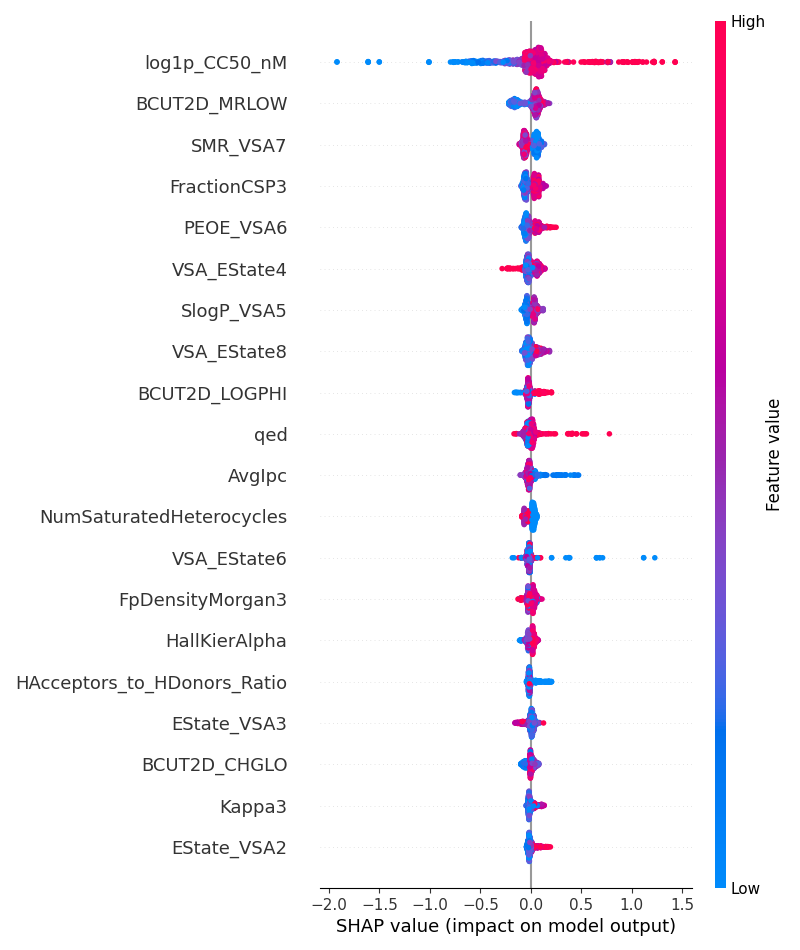 High
log1p_CC50_nM
BCUT2D_MRLOW
SMR_VSA7
FractionCSP3
PEOE_VSA6
VSA_EState4
SlogP_VSA5
VSA_EState8
BCUT2D_LOGPHI
qed
AvgIpc
NumSaturatedHeterocycles
VSA_EState6
FpDensityMorgan3
HallKierAlpha
HAcceptors_to_HDonors_Ratio
EState_VSA3
BCUT2D_CHGLO
Kappa3
EState_VSA2
Feature value
Low
−2.0 −1.5 −1.0 −0.5 0.0 0.5 1.0 1.5
SHAP value (impact on model output)